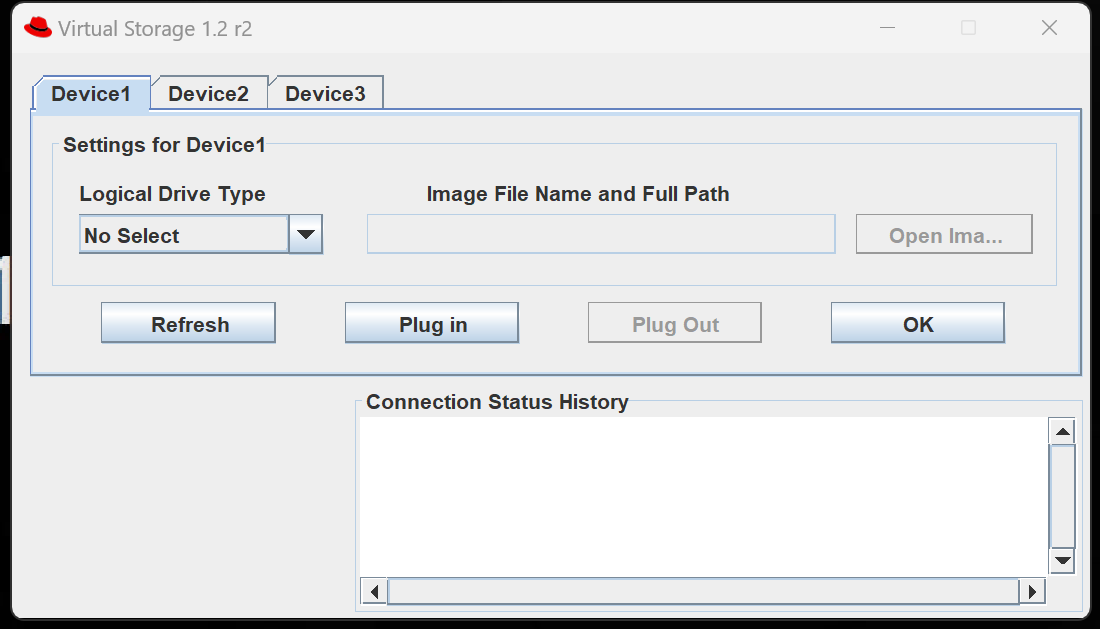 Virtual Storage 1.2 r2
Device1 Device2 Device3
Settings for Device1
Logical Drive Type Image File Name and Full Path
No Select Open Ima...
Refresh Plug in Plug Out OK
Connection Status History